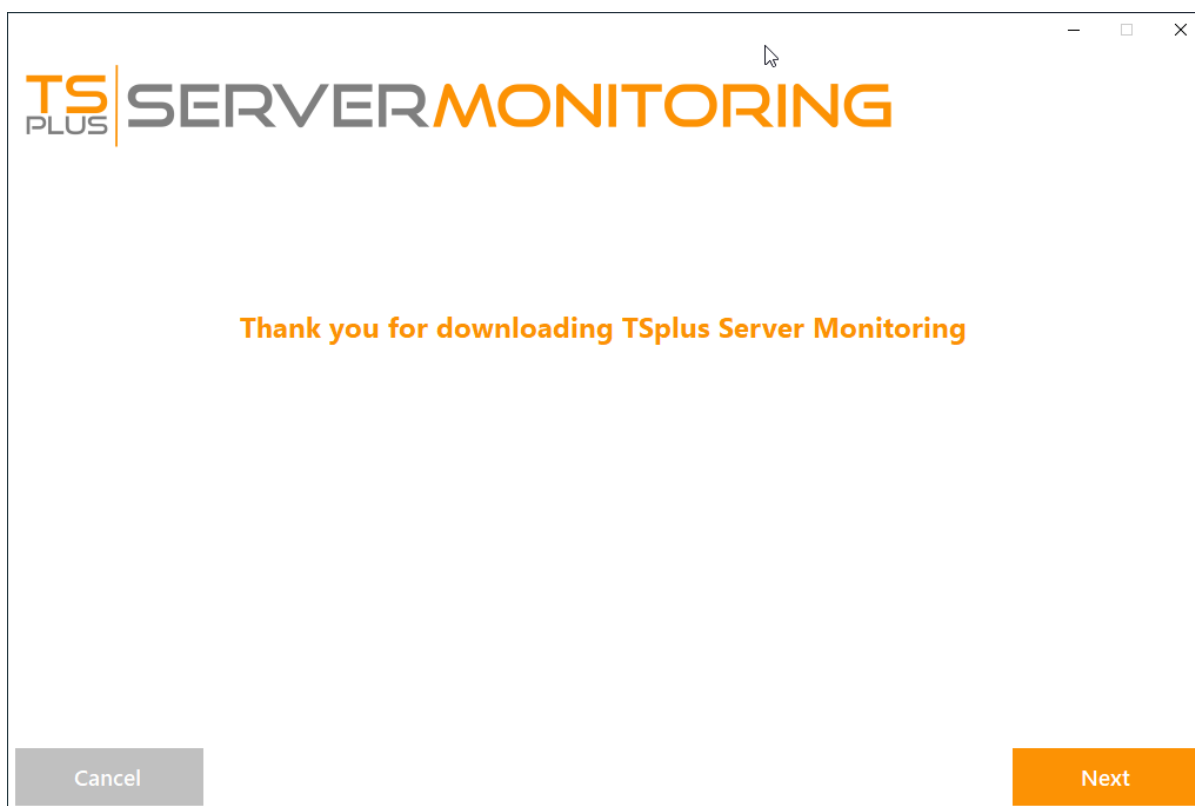 TS PLUS SERVERMONITORING
Thank you for downloading TSplus Server Monitoring
Cancel
Next